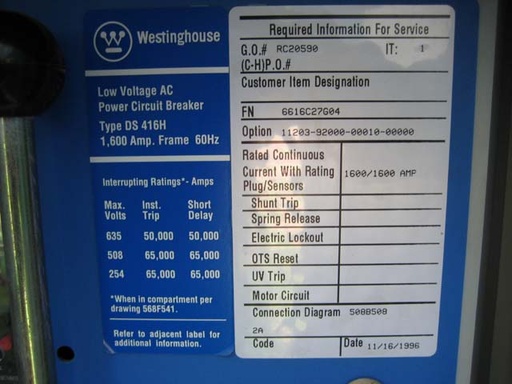 Westinghouse
Low Voltage AC
Power Circuit Breaker
Type DS 416H
1,600 Amp. Frame 60Hz
Interrupting Ratings*- Amps
Max. Inst. Short
Volts Trip Delay
635 50,000 50,000
508 65,000 65,000
254 65,000 65,000
*When in compartment per
drawing 568F541.
Refer to adjacent label for
additional information.
Required Information For Service
G.O.# RC20590 IT: 1
(C-H)P.O.#
Customer Item Designation
FN 6616C27G04
Option 11203-92000-00010-00000
Rated Continuous
Current With Rating 1600/1600 AMP
Plug/Sensors
Shunt Trip
Spring Release
Electric Lockout
OTS Reset
UV Trip
Motor Circuit
Connection Diagram 508B508
2A
Code Date 11/16/1996